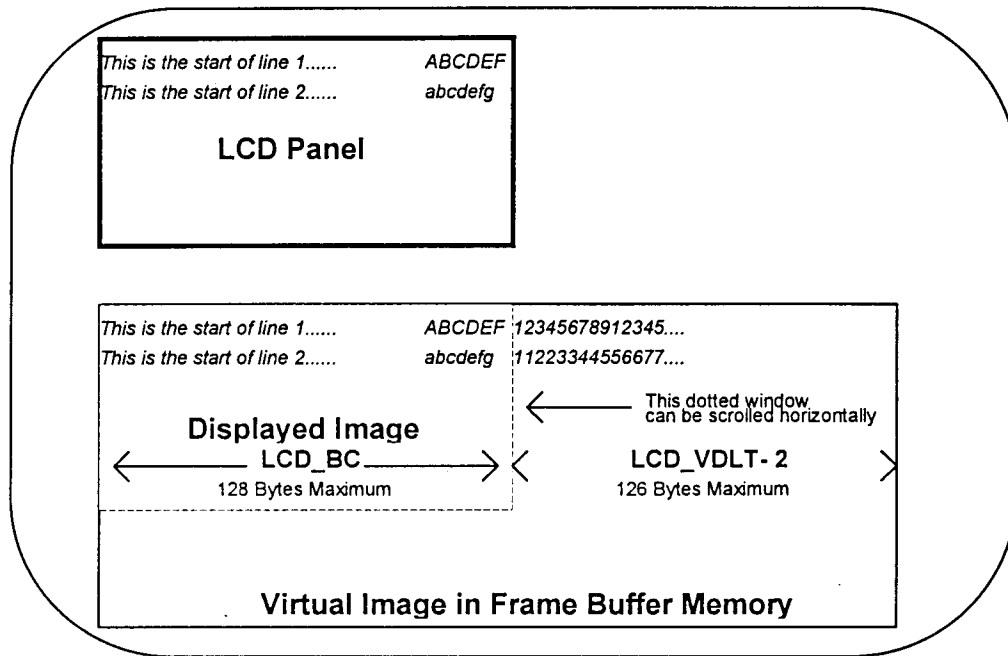 This is the start of line 1...... ABCDEF
This is the start of line 2...... abcdefg
LCD Panel
This is the start of line 1...... ABCDEF 12345678912345....
This is the start of line 2...... abcdefg 11223344556677....
This dotted window
can be scrolled horizontally
Displayed Image
LCD_BC LCD_VDLT- 2
128 Bytes Maximum 126 Bytes Maximum
Virtual Image in Frame Buffer Memory